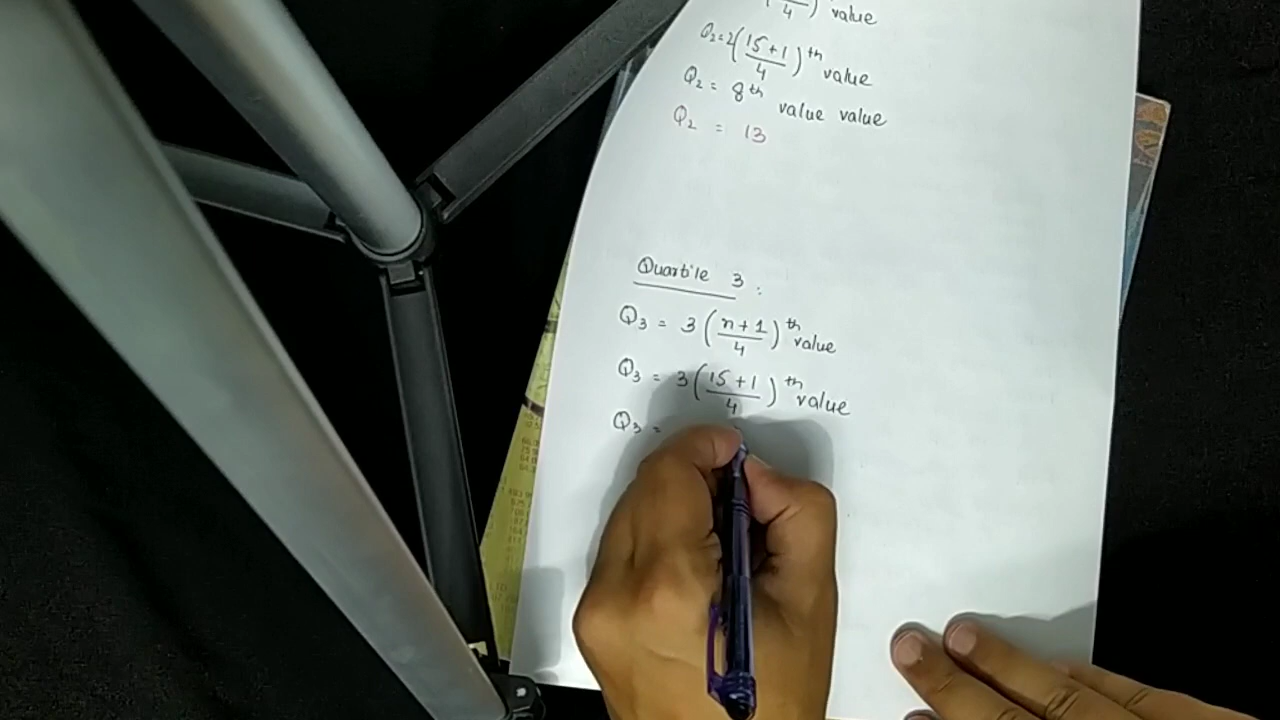 4 ) value
Q2 = 2(15+1/4)th value
Q2 = 8th value value
Q2 = 13
Quartile 3 :
Q3 = 3 (n+1/4)th value
Q3 = 3 (15+1/4)th value
Q3 =